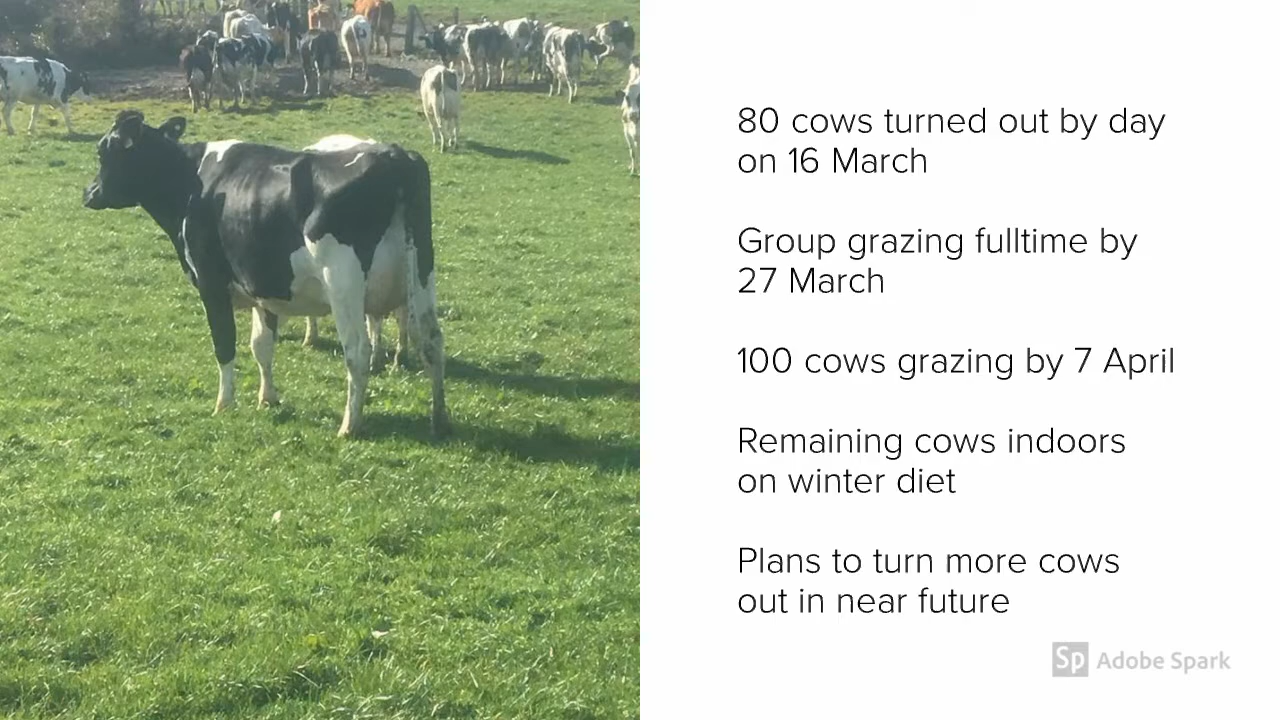 80 cows turned out by day
on 16 March
Group grazing fulltime by
27 March
100 cows grazing by 7 April
Remaining cows indoors
on winter diet
Plans to turn more cows
out in near future
Sp Adobe Spark